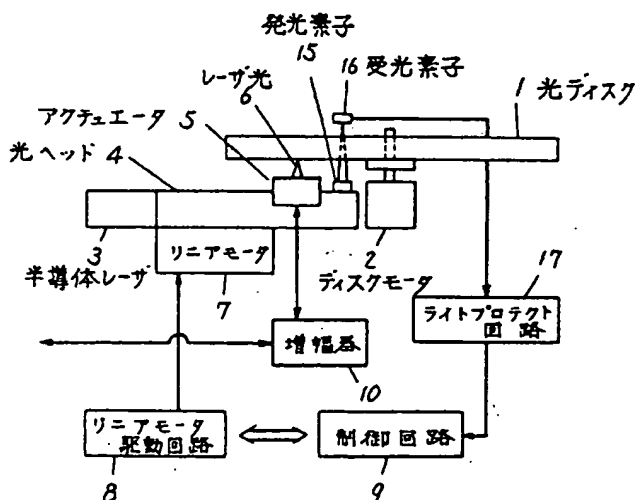 発光素子
15
16 受光素子
レーザ光
6
1 光ディスク
アクチュエータ 5
光ヘッド 4
3
半導体レーザ
リニアモータ
7
2
ディスクモータ
17
ライトプロテクト
回路
増幅器
10
リニアモータ
駆動回路
8
制御回路
9